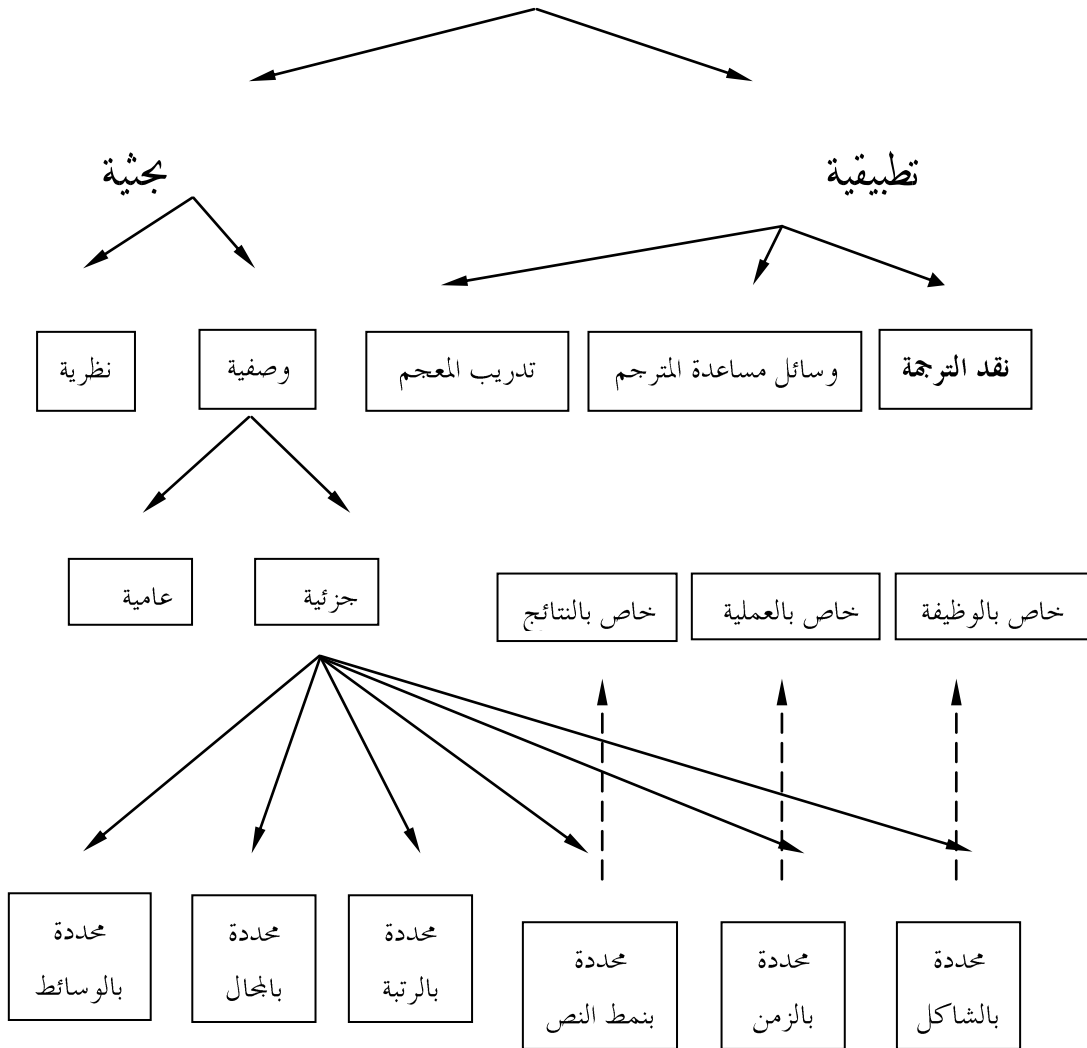 تطبيقية
بحثية
نقد الترجمة
وسائل مساعدة المترجم
تدريب المعجم
وصفية
نظرية
خاص بالوظيفة
خاص بالعملية
خاص بالنتائج
جزئية
عامية
محددة
بالشاكل
محددة
بالزمن
محددة
بنمط النص
محددة
بالرتبة
محددة
بالمجال
محددة
بالوسائط